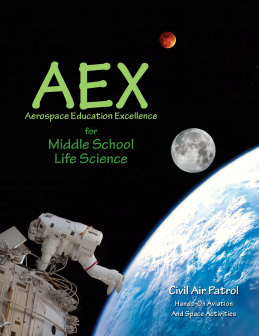 AEX
Aerospace Education Excellence
for
Middle School
Life Science
Civil Air Patrol
Hands-On Aviation
And Space Activities